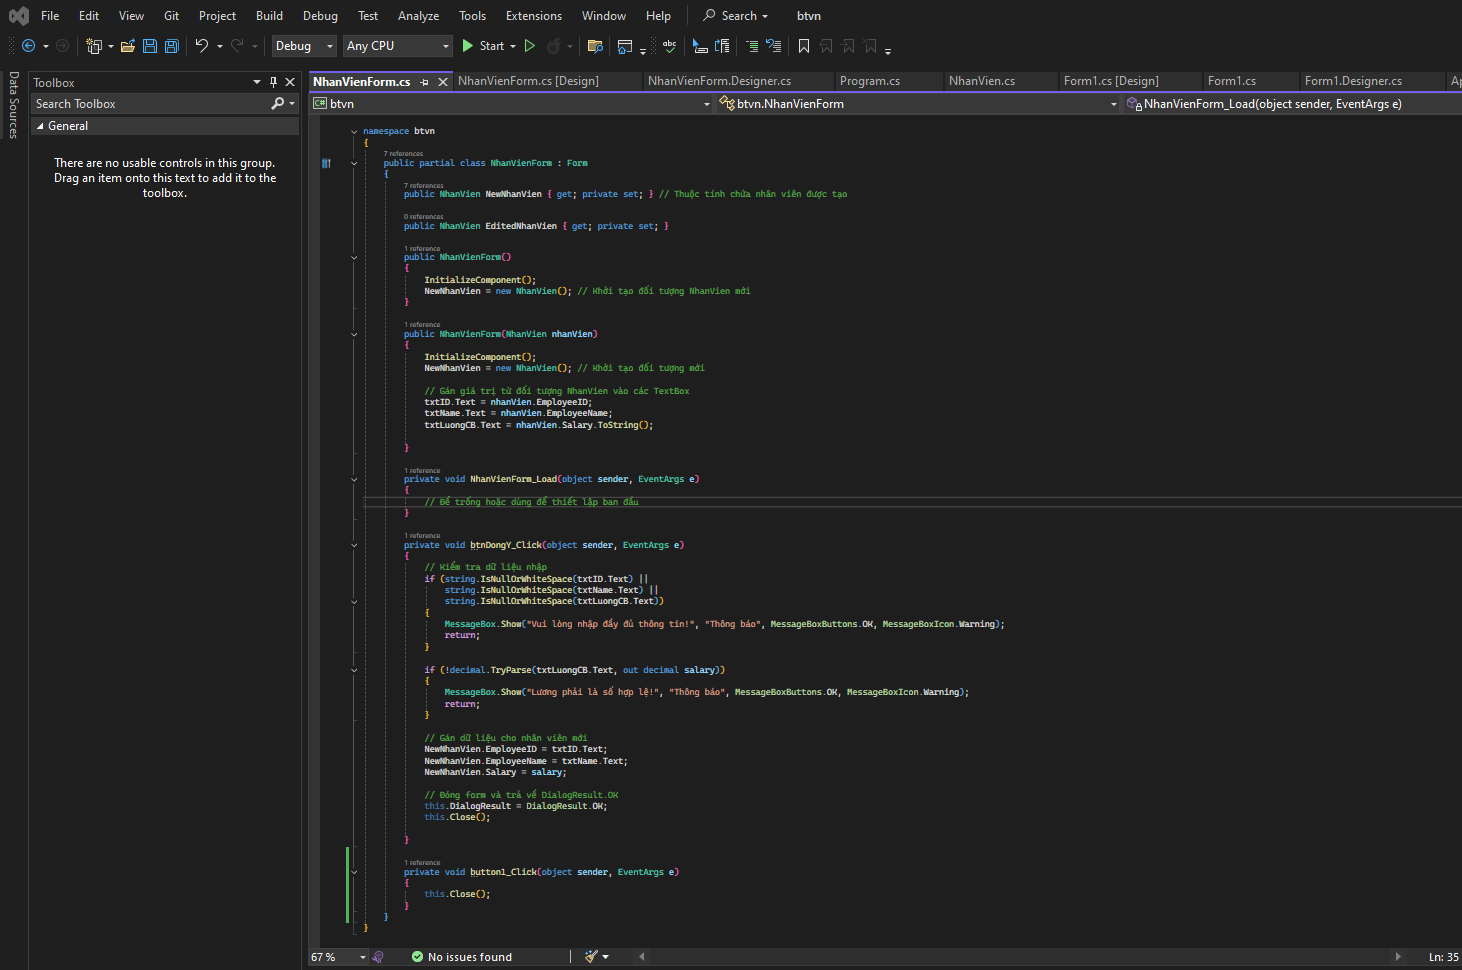 File Edit View Git Project Build Debug Test Analyze Tools Extensions Window Help Search btvn
Debug Any CPU Start
Data Sources
Toolbox
Search Toolbox
General
There are no usable controls in this group.
Drag an item onto this text to add it to the
toolbox.
NhanVienForm.cs NhanVienForm.cs [Design] NhanVienForm.Designer.cs Program.cs NhanVien.cs Form1.cs [Design] Form1.cs Form1.Designer.cs Ap
C# btvn btvn.NhanVienForm NhanVienForm_Load(object sender, EventArgs e)
namespace btvn
{
7 references
public partial class NhanVienForm : Form
{
7 references
public NhanVien NewNhanVien { get; private set; } // Thuộc tính chứa nhân viên được tạo
0 references
public NhanVien EditedNhanVien { get; private set; }
1 reference
public NhanVienForm()
{
InitializeComponent();
NewNhanVien = new NhanVien(); // Khởi tạo đối tượng NhanVien mới
}
1 reference
public NhanVienForm(NhanVien nhanVien)
{
InitializeComponent();
NewNhanVien = new NhanVien(); // Khởi tạo đối tượng mới
// Gán giá trị từ đối tượng NhanVien vào các TextBox
txtID.Text = nhanVien.EmployeeID;
txtName.Text = nhanVien.EmployeeName;
txtLuongCB.Text = nhanVien.Salary.ToString();
}
1 reference
private void NhanVienForm_Load(object sender, EventArgs e)
{
// Để trống hoặc dùng để thiết lập ban đầu
}
1 reference
private void btnDongY_Click(object sender, EventArgs e)
{
// Kiểm tra dữ liệu nhập
if (string.IsNullOrWhiteSpace(txtID.Text) ||
string.IsNullOrWhiteSpace(txtName.Text) ||
string.IsNullOrWhiteSpace(txtLuongCB.Text))
{
MessageBox.Show("Vui lòng nhập đầy đủ thông tin!", "Thông báo", MessageBoxButtons.OK, MessageBoxIcon.Warning);
return;
}
if (!decimal.TryParse(txtLuongCB.Text, out decimal salary))
{
MessageBox.Show("Lương phải là số hợp lệ!", "Thông báo", MessageBoxButtons.OK, MessageBoxIcon.Warning);
return;
}
// Gán dữ liệu cho nhân viên mới
NewNhanVien.EmployeeID = txtID.Text;
NewNhanVien.EmployeeName = txtName.Text;
NewNhanVien.Salary = salary;
// Đóng form và trả về DialogResult.OK
this.DialogResult = DialogResult.OK;
this.Close();
}
1 reference
private void button1_Click(object sender, EventArgs e)
{
this.Close();
}
}
}
67 % No issues found Ln: 35